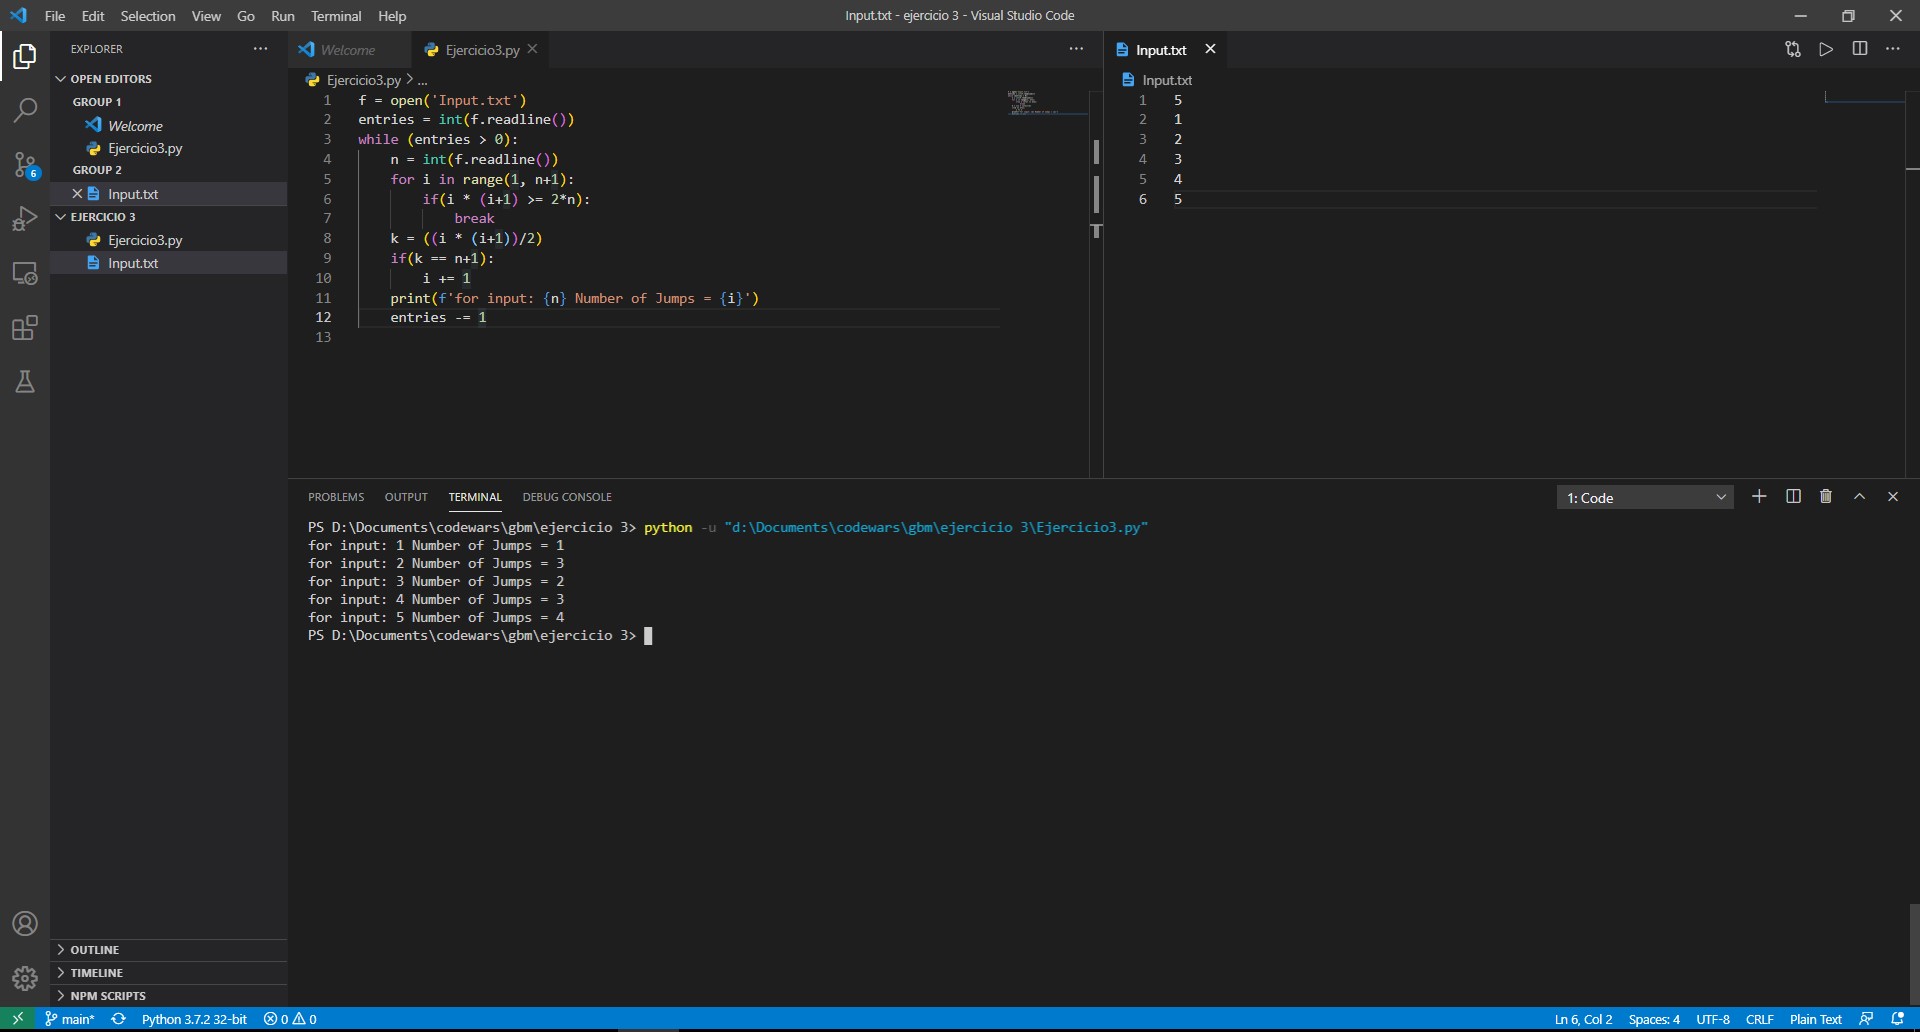 File Edit Selection View Go Run Terminal Help
Input.txt - ejercicio 3 - Visual Studio Code
EXPLORER
OPEN EDITORS
GROUP 1
Welcome
Ejercicio3.py
GROUP 2
Input.txt
EJERCICIO 3
Ejercicio3.py
Input.txt
OUTLINE
TIMELINE
NPM SCRIPTS
6
Welcome Ejercicio3.py
Ejercicio3.py > ...
1 f = open('Input.txt')
2 entries = int(f.readline())
3 while (entries > 0):
4 n = int(f.readline())
5 for i in range(1, n+1):
6 if(i * (i+1) >= 2*n):
7 break
8 k = ((i * (i+1))/2)
9 if(k == n+1):
10 i += 1
11 print(f'for input: {n} Number of Jumps = {i}')
12 entries -= 1
13
Input.txt
Input.txt
1 5
2 1
3 2
4 3
5 4
6 5
PROBLEMS OUTPUT TERMINAL DEBUG CONSOLE
1: Code
PS D:\Documents\codewars\gbm\ejercicio 3> python -u "d:\Documents\codewars\gbm\ejercicio 3\Ejercicio3.py"
for input: 1 Number of Jumps = 1
for input: 2 Number of Jumps = 3
for input: 3 Number of Jumps = 2
for input: 4 Number of Jumps = 3
for input: 5 Number of Jumps = 4
PS D:\Documents\codewars\gbm\ejercicio 3>
main* Python 3.7.2 32-bit 0 0
Ln 6, Col 2 Spaces: 4 UTF-8 CRLF Plain Text